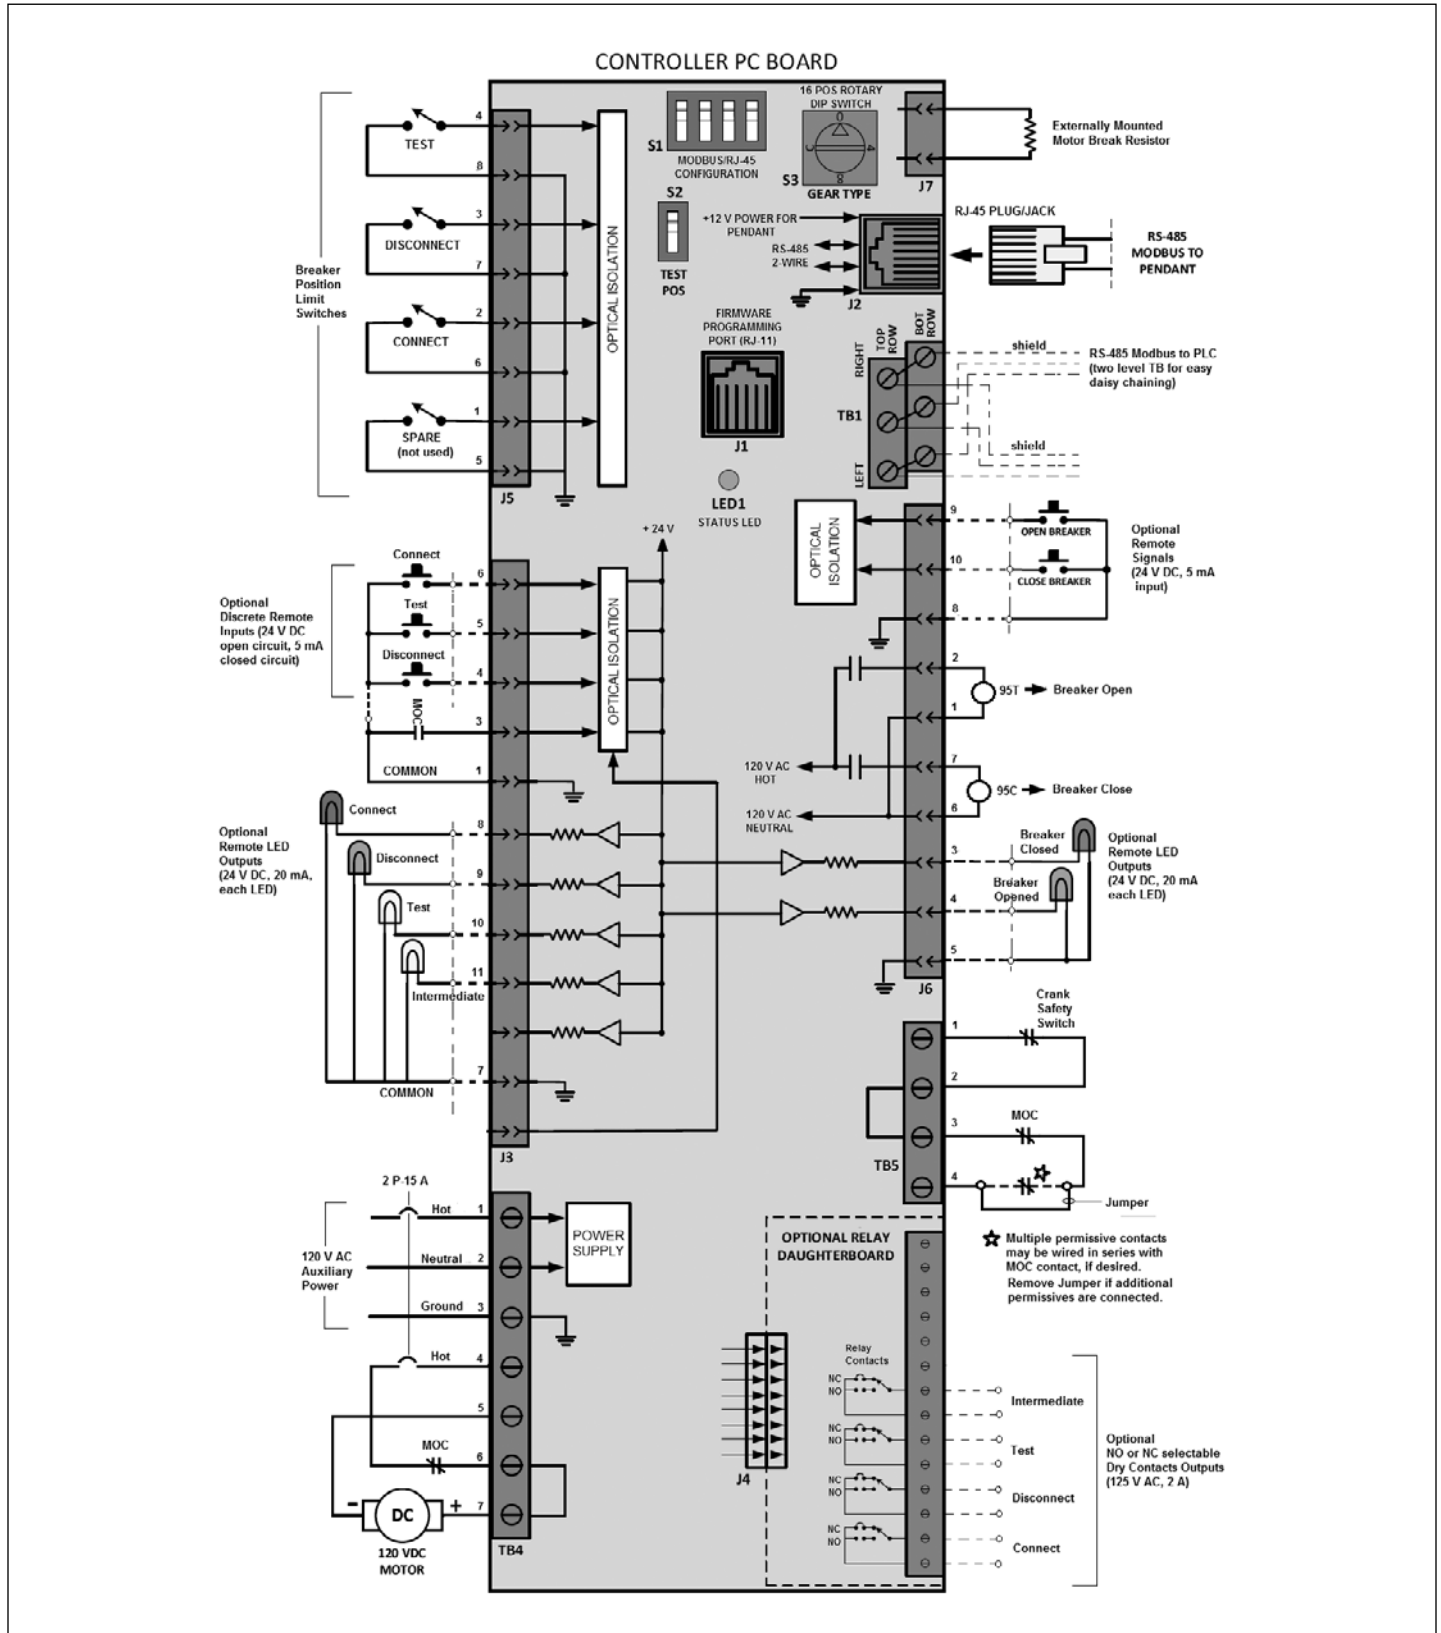 CONTROLLER PC BOARD
4
TEST
8
3
DISCONNECT
7
2
CONNECT
6
1
SPARE
(not used)
5
J5
Breaker
Position
Limit
Switches
OPTICAL ISOLATION
S1
MODBUS/RJ-45
CONFIGURATION
S2
TEST
POS
16 POS ROTARY
DIP SWITCH
0
4
8
C
S3
GEAR TYPE
J7
Externally Mounted
Motor Break Resistor
+12 V POWER FOR
PENDANT
RS-485
2-WIRE
J2
RJ-45 PLUG/JACK
RS-485
MODBUS TO
PENDANT
FIRMWARE
PROGRAMMING
PORT (RJ-11)
J1
LED1
STATUS LED
RIGHT
TOP
ROW
BOT
ROW
TB1
LEFT
shield
RS-485 Modbus to PLC
(two level TB for easy
daisy chaining)
shield
OPTICAL
ISOLATION
9
OPEN BREAKER
10
CLOSE BREAKER
8
Optional
Remote
Signals
(24 V DC, 5 mA
input)
2
95T
Breaker Open
1
120 V AC
HOT
7
95C
Breaker Close
120 V AC
NEUTRAL
6
3
Breaker
Closed
4
Breaker
Opened
5
Optional
Remote LED
Outputs
(24 V DC, 20 mA
each LED)
J6
+ 24 V
Optional
Discrete Remote
Inputs (24 V DC
open circuit, 5 mA
closed circuit)
Connect
6
Test
5
Disconnect
4
MOC
3
COMMON
1
OPTICAL ISOLATION
Optional
Remote LED
Outputs
(24 V DC, 20 mA,
each LED)
Connect
8
Disconnect
9
Test
10
11
Intermediate
7
COMMON
J3
Crank
Safety
Switch
1
2
MOC
3
TB5
4
Jumper
Multiple permissive contacts
may be wired in series with
MOC contact, if desired.
Remove Jumper if additional
permissives are connected.
2 P-15 A
120 V AC
Auxiliary
Power
Hot
1
Neutral
2
Ground
3
POWER
SUPPLY
Hot
4
5
MOC
6
- DC +
7
120 VDC
MOTOR
TB4
OPTIONAL RELAY
DAUGHTERBOARD
J4
Relay
Contacts
NC
NO
Intermediate
NC
NO
Test
NC
NO
Disconnect
NC
NO
Connect
Optional
NO or NC selectable
Dry Contacts Outputs
(125 V AC, 2 A)